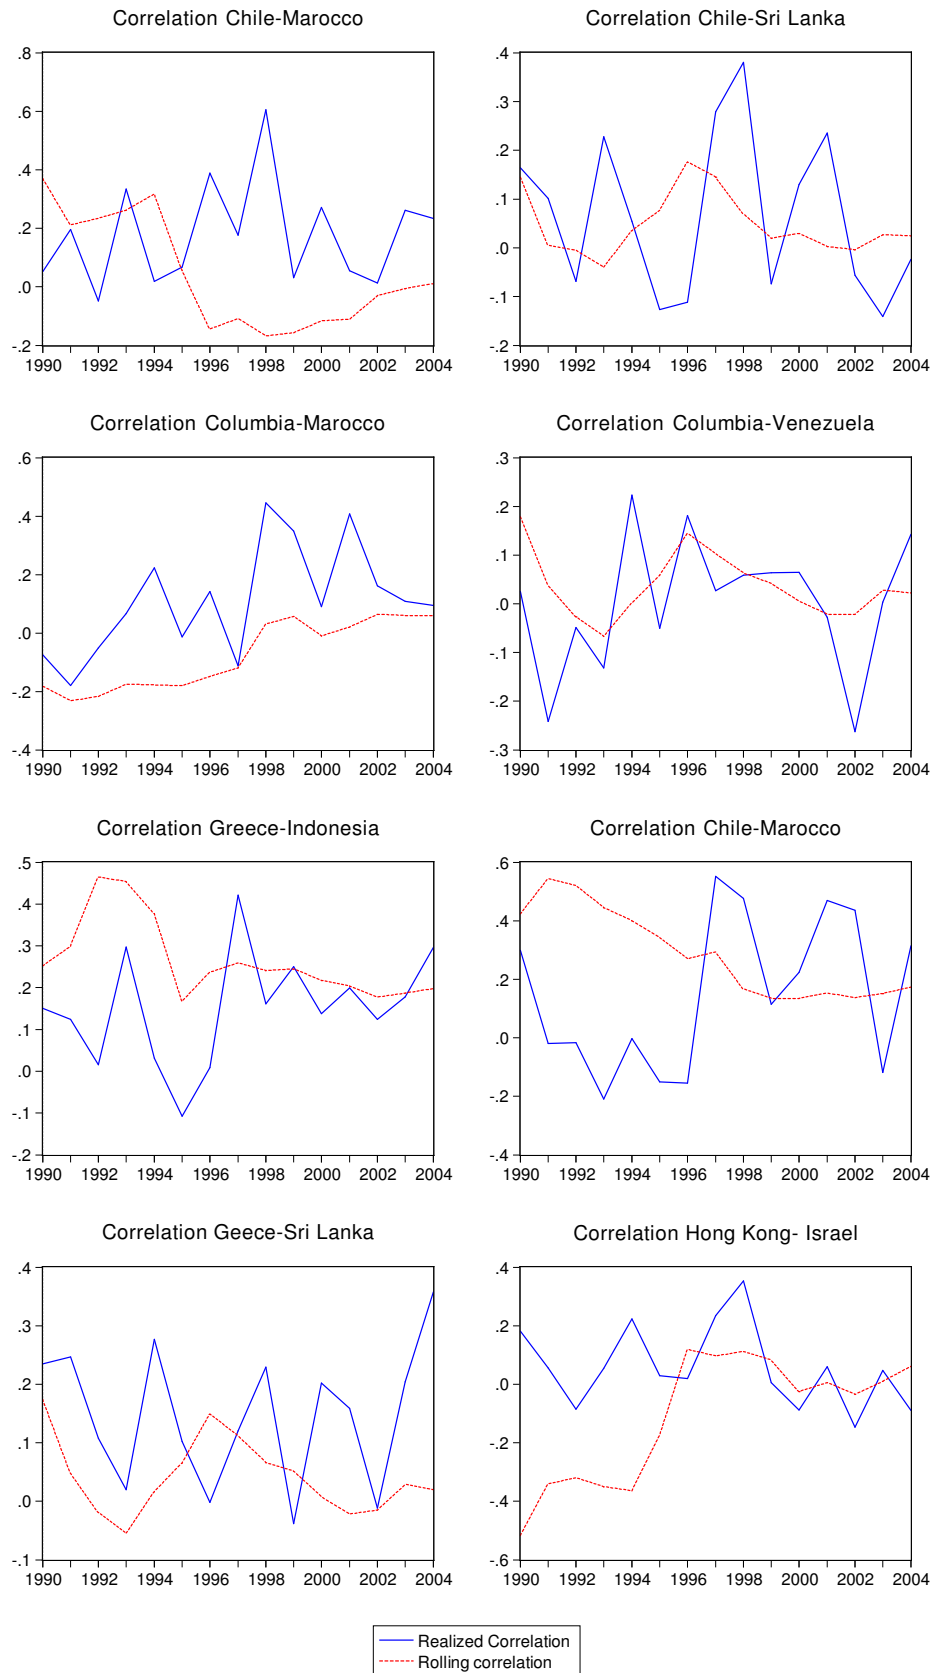 Correlation Chile-Marocco
.8
.6
.4
.2
.0
-.2
1990 1992 1994 1996 1998 2000 2002 2004
Correlation Chile-Sri Lanka
.4
.3
.2
.1
.0
-.1
-.2
1990 1992 1994 1996 1998 2000 2002 2004
Correlation Columbia-Marocco
.6
.4
.2
.0
-.2
-.4
1990 1992 1994 1996 1998 2000 2002 2004
Correlation Columbia-Venezuela
.3
.2
.1
.0
-.1
-.2
-.3
1990 1992 1994 1996 1998 2000 2002 2004
Correlation Greece-Indonesia
.5
.4
.3
.2
.1
.0
-.1
-.2
1990 1992 1994 1996 1998 2000 2002 2004
Correlation Chile-Marocco
.6
.4
.2
.0
-.2
-.4
1990 1992 1994 1996 1998 2000 2002 2004
Correlation Geece-Sri Lanka
.4
.3
.2
.1
.0
-.1
1990 1992 1994 1996 1998 2000 2002 2004
Correlation Hong Kong- Israel
.4
.2
.0
-.2
-.4
-.6
1990 1992 1994 1996 1998 2000 2002 2004
Realized Correlation
Rolling correlation